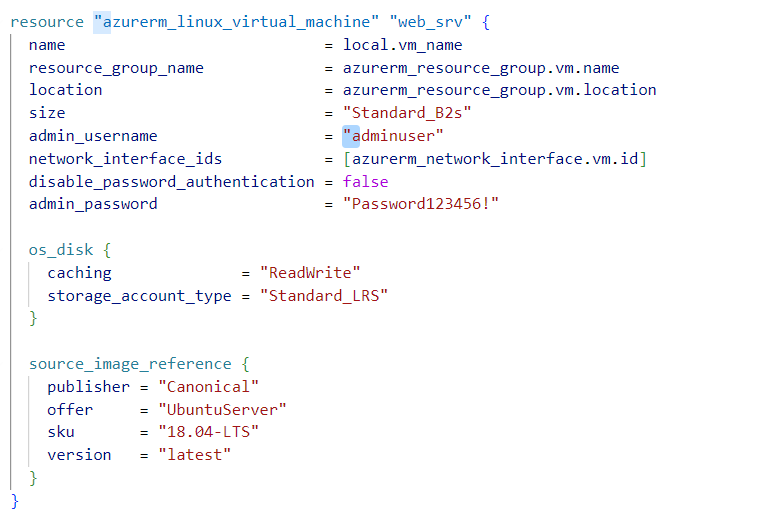 resource "azurerm_linux_virtual_machine" "web_srv" {
  name                            = local.vm_name
  resource_group_name             = azurerm_resource_group.vm.name
  location                        = azurerm_resource_group.vm.location
  size                            = "Standard_B2s"
  admin_username                  = "adminuser"
  network_interface_ids           = [azurerm_network_interface.vm.id]
  disable_password_authentication = false
  admin_password                  = "Password123456!"

  os_disk {
    caching              = "ReadWrite"
    storage_account_type = "Standard_LRS"
  }

  source_image_reference {
    publisher = "Canonical"
    offer     = "UbuntuServer"
    sku       = "18.04-LTS"
    version   = "latest"
  }
}